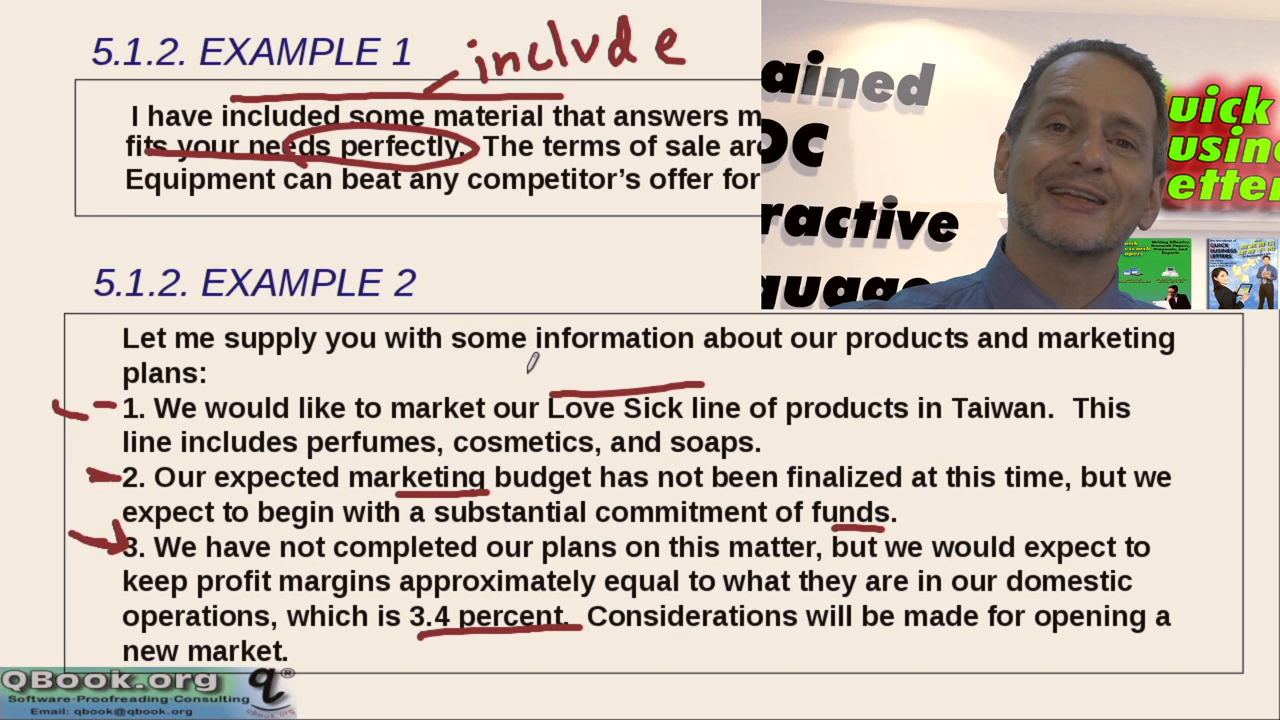 5.1.2. EXAMPLE 1
include
I have included some material that answers m
fits your needs perfectly. The terms of sale are
Equipment can beat any competitor's offer for
ained
OC
ractive
nguage
uick
usine
etter
5.1.2. EXAMPLE 2
Let me supply you with some information about our products and marketing
plans:
1. We would like to market our Love Sick line of products in Taiwan. This
line includes perfumes, cosmetics, and soaps.
2. Our expected marketing budget has not been finalized at this time, but we
expect to begin with a substantial commitment of funds.
3. We have not completed our plans on this matter, but we would expect to
keep profit margins approximately equal to what they are in our domestic
operations, which is 3.4 percent. Considerations will be made for opening a
new market.
QBook.org
Software·Proofreading·Consulting
Email: qbook@qbook.org
q®
qbook.org